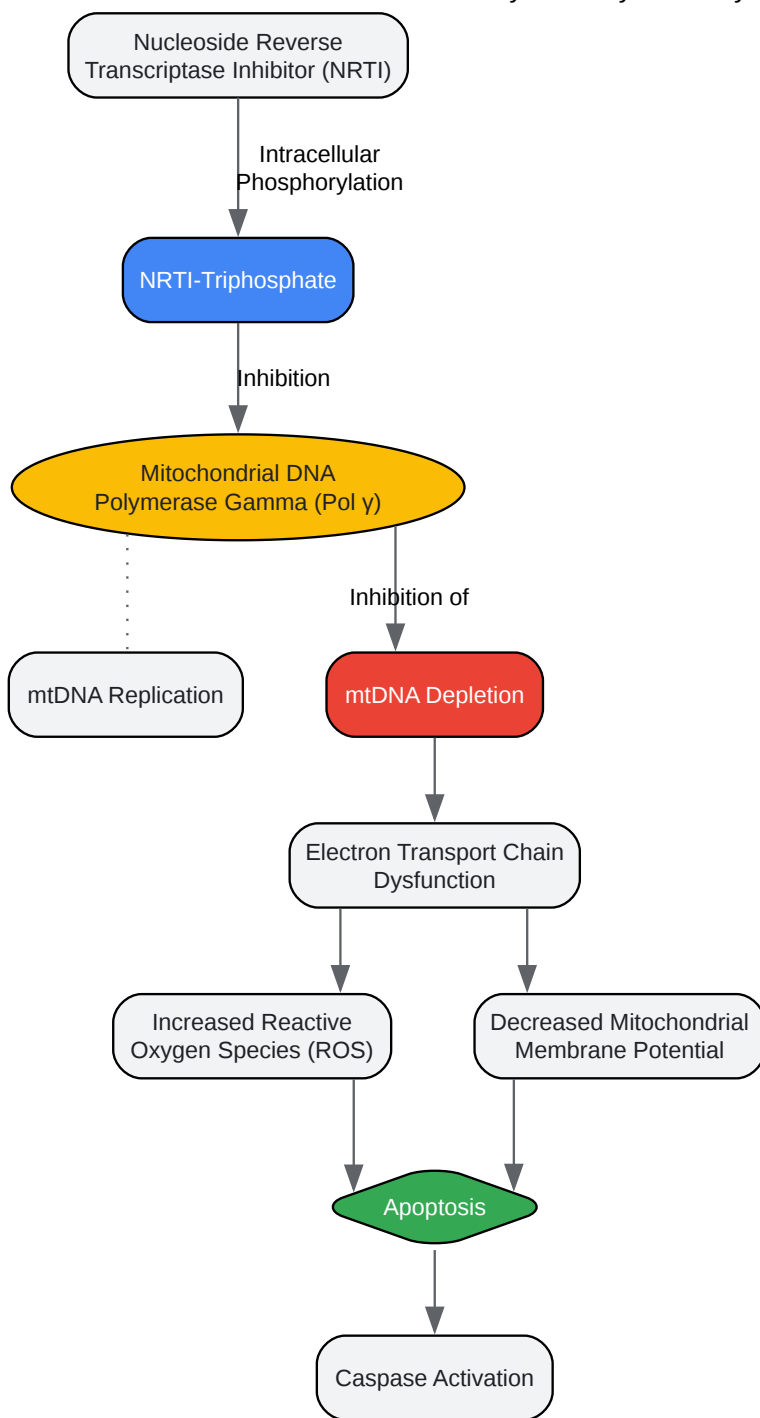 Nucleoside Reverse
Transcriptase Inhibitor (NRTI)
Intracellular
Phosphorylation
NRTI-Triphosphate
Inhibition
Mitochondrial DNA
Polymerase Gamma (Pol γ)
Inhibition of
mtDNA Replication
mtDNA Depletion
Electron Transport Chain
Dysfunction
Increased Reactive
Oxygen Species (ROS)
Decreased Mitochondrial
Membrane Potential
Apoptosis
Caspase Activation